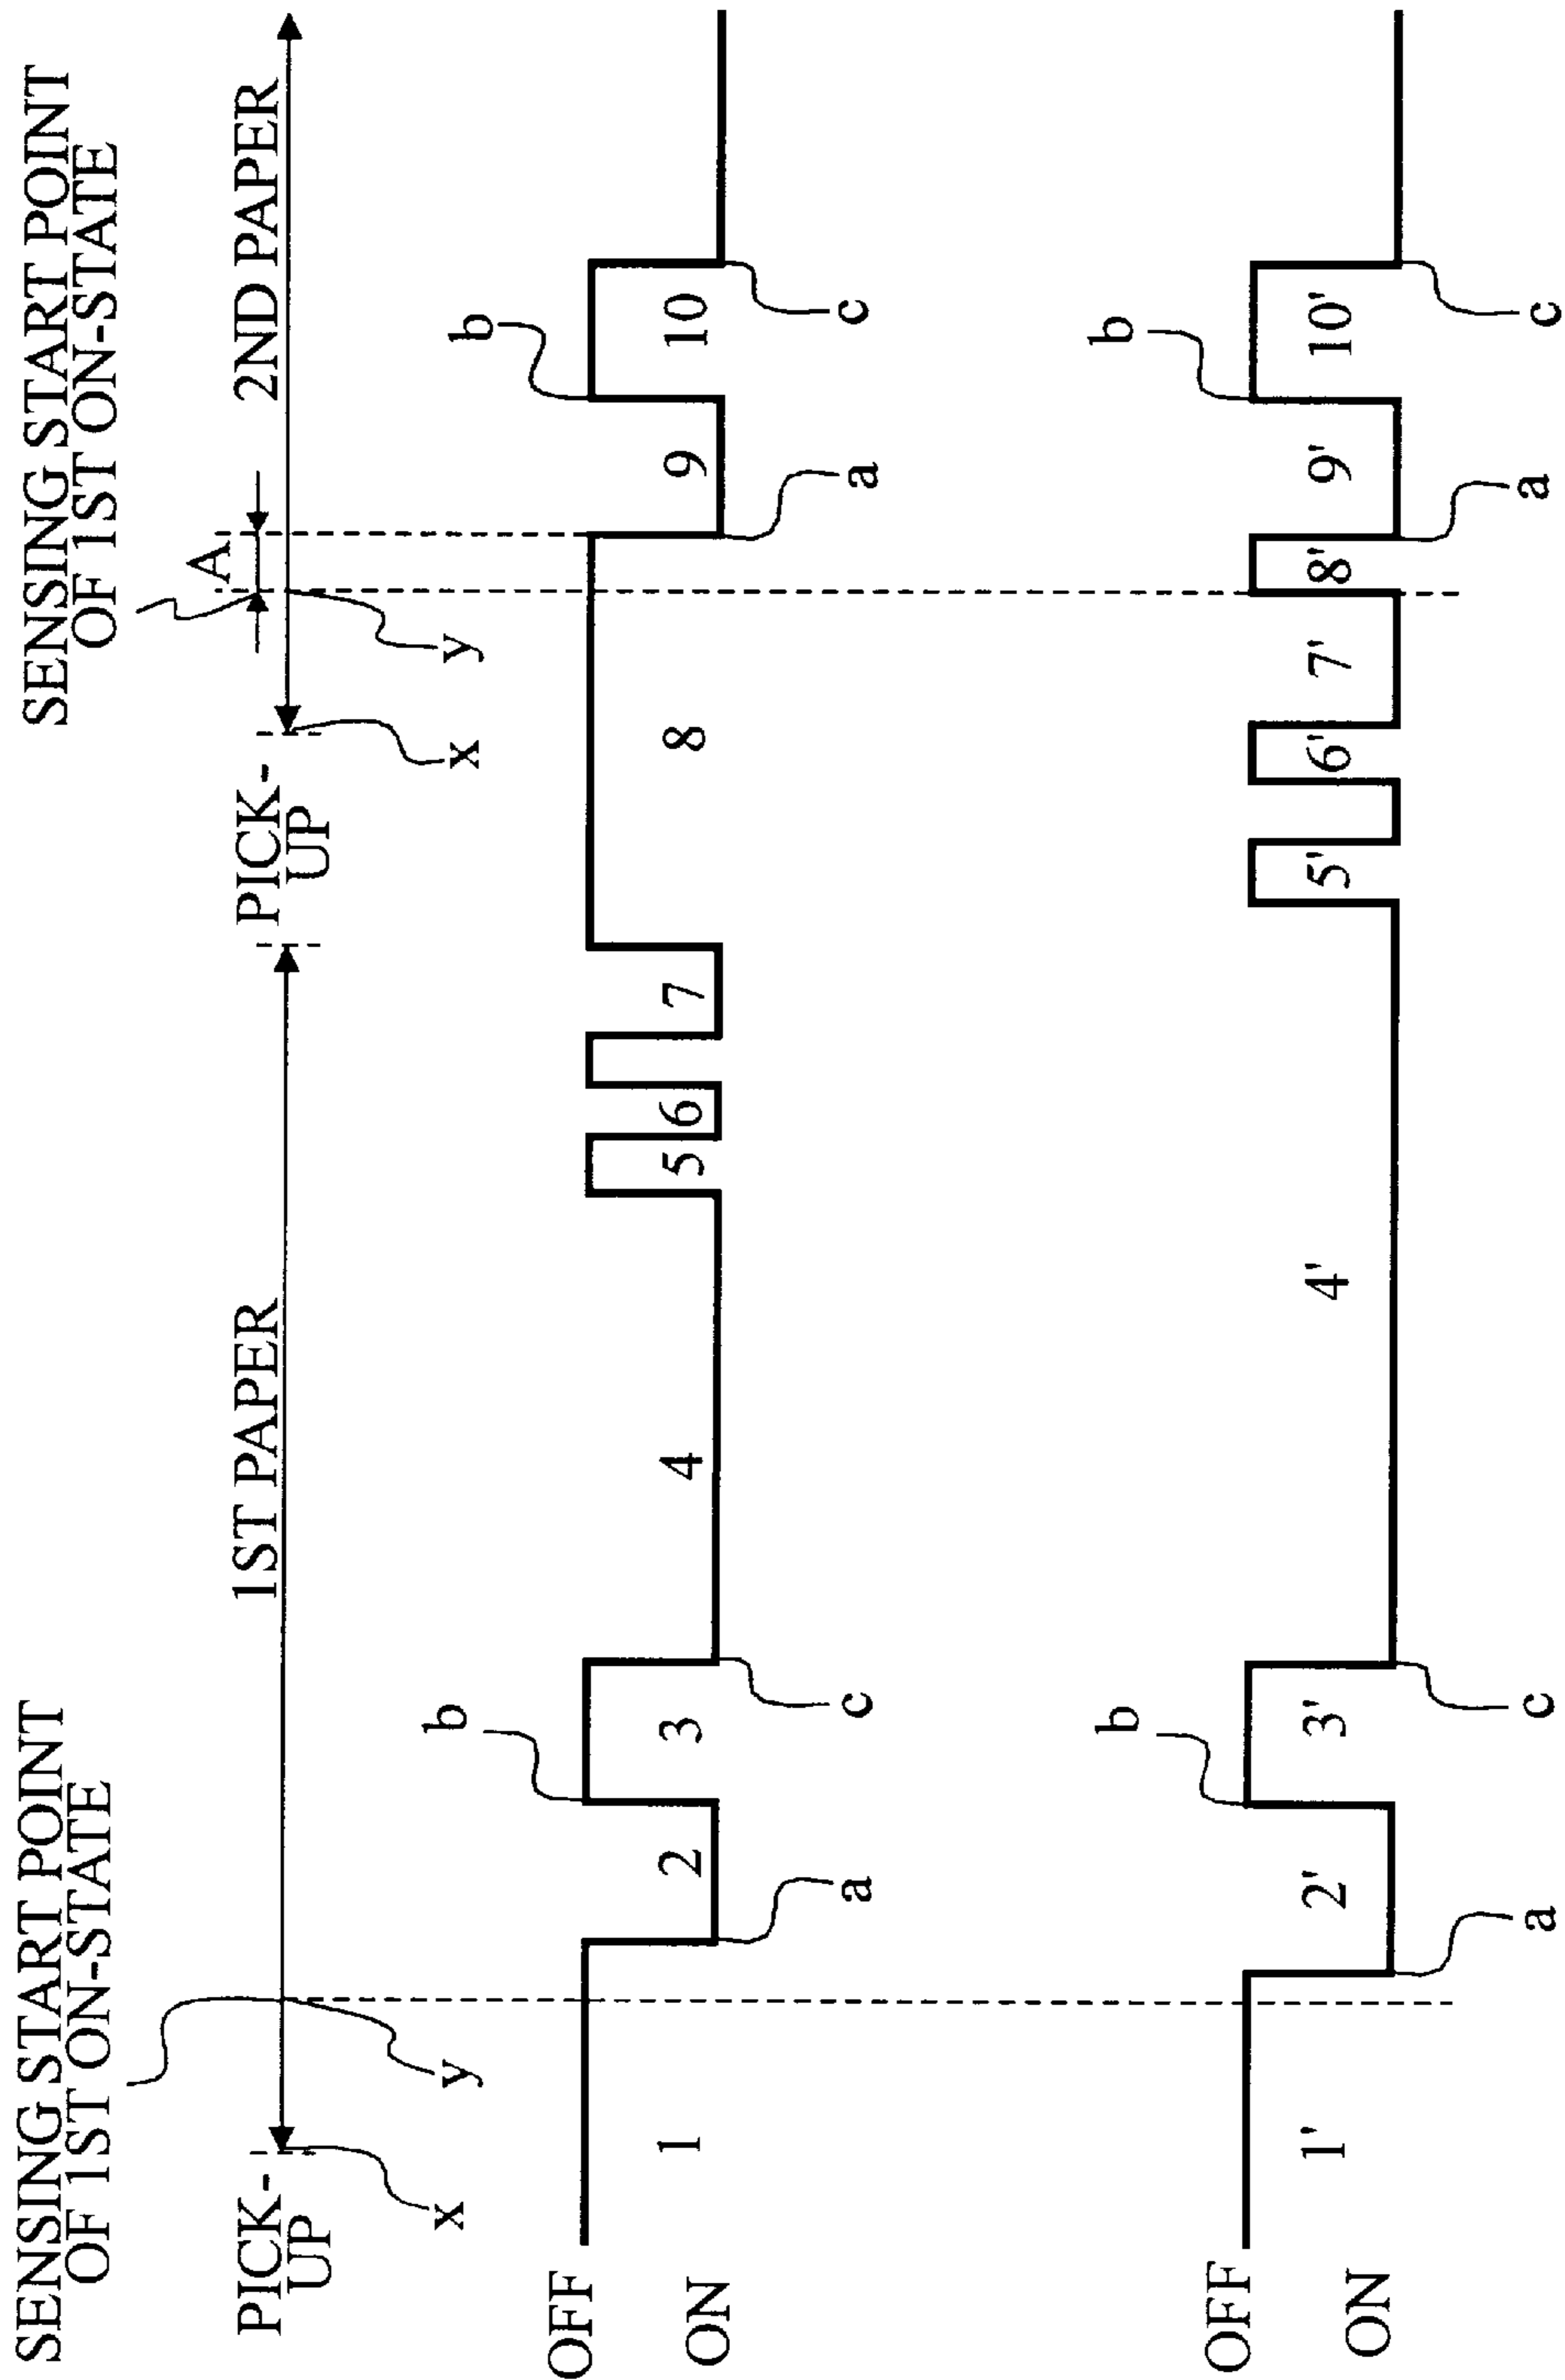 SENSING START POINT
OF 1ST ON-STATE
SENSING START POINT
OF 1ST ON-STATE
A
PICK-
UP
1ST PAPER
PICK-
UP
2ND PAPER
x
y
x
y
b
b
OFF
ON
1
2
3
4
5
6
7
8
9
10
a
c
a
c
b
b
OFF
ON
1'
2'
3'
4'
5'
6'
7'
8'
9'
10'
a
c
a
c